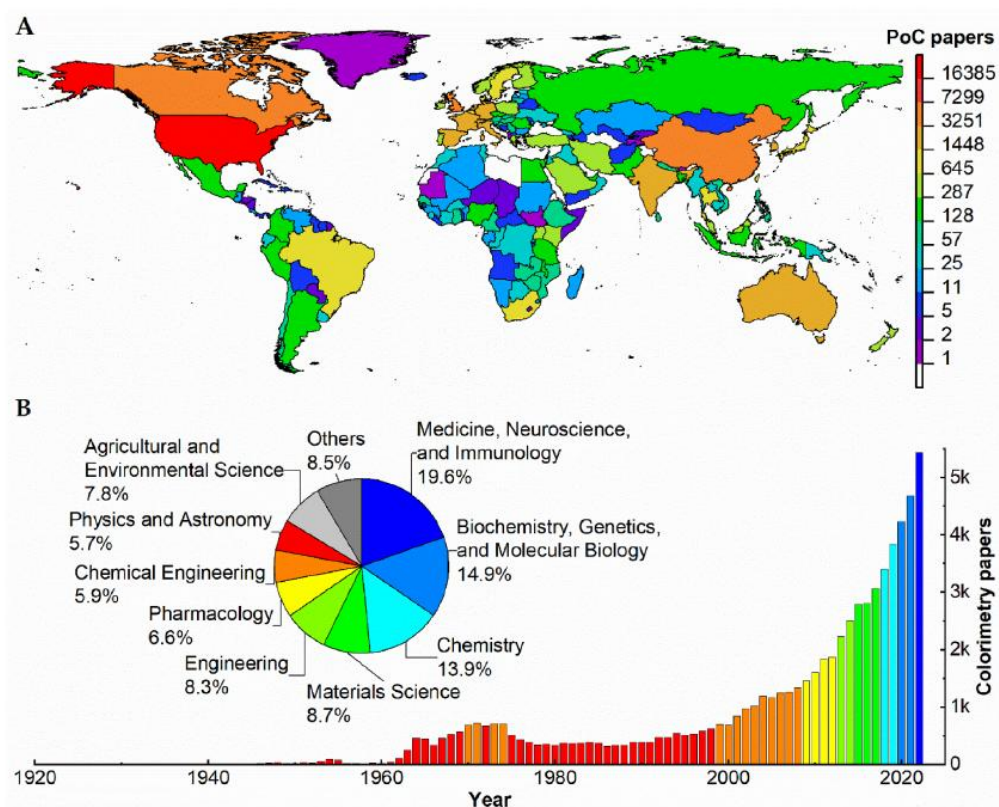 A
PoC papers
16385
7299
3251
1448
645
287
128
57
25
11
5
2
1
B
Agricultural and
Environmental Science
7.8%
Others
8.5%
Medicine, Neuroscience,
and Immunology
19.6%
Physics and Astronomy
5.7%
Biochemistry, Genetics,
and Molecular Biology
14.9%
Chemical Engineering
5.9%
Pharmacology
6.6%
Chemistry
13.9%
Engineering
8.3%
Materials Science
8.7%
5k
4k
3k
2k
1k
0
Colorimetry papers
1920
1940
1960
1980
2000
2020
Year